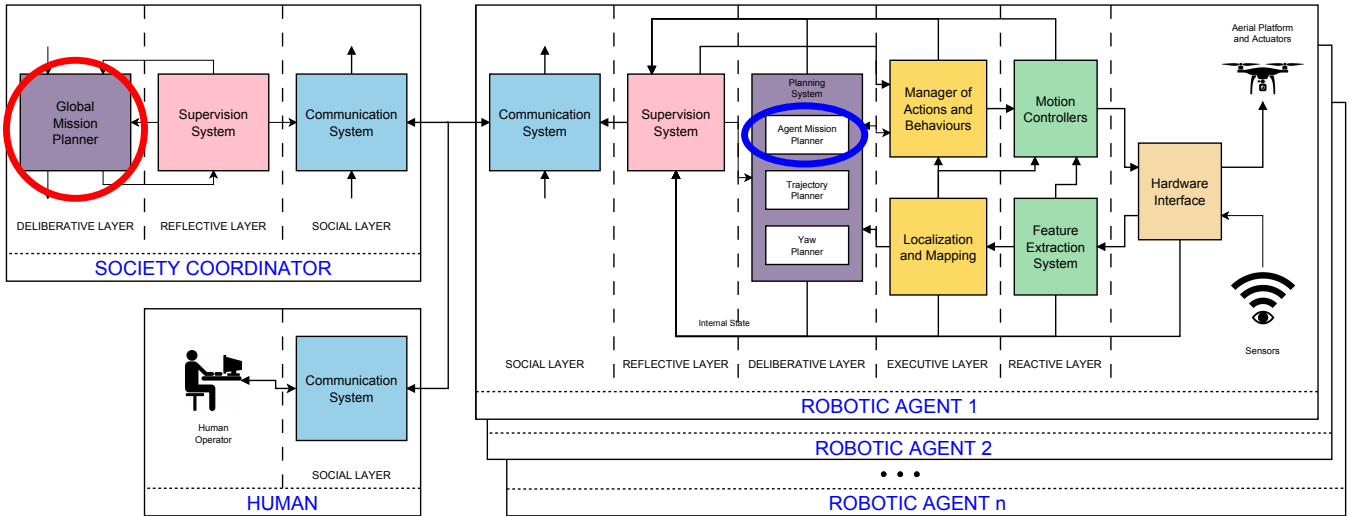 Global
Mission
Planner
Supervision
System
Communication
System
DELIBERATIVE LAYER
REFLECTIVE LAYER
SOCIAL LAYER
SOCIETY COORDINATOR
Human
Operator
Communication
System
SOCIAL LAYER
HUMAN
Communication
System
Supervision
System
Planning
System
Agent Mission
Planner
Trajectory
Planner
Yaw
Planner
Manager of
Actions and
Behaviours
Localization
and Mapping
Motion
Controllers
Feature
Extraction
System
Hardware
Interface
Aerial Platform
and Actuators
Sensors
Internal State
SOCIAL LAYER
REFLECTIVE LAYER
DELIBERATIVE LAYER
EXECUTIVE LAYER
REACTIVE LAYER
ROBOTIC AGENT 1
ROBOTIC AGENT 2
• • •
ROBOTIC AGENT n